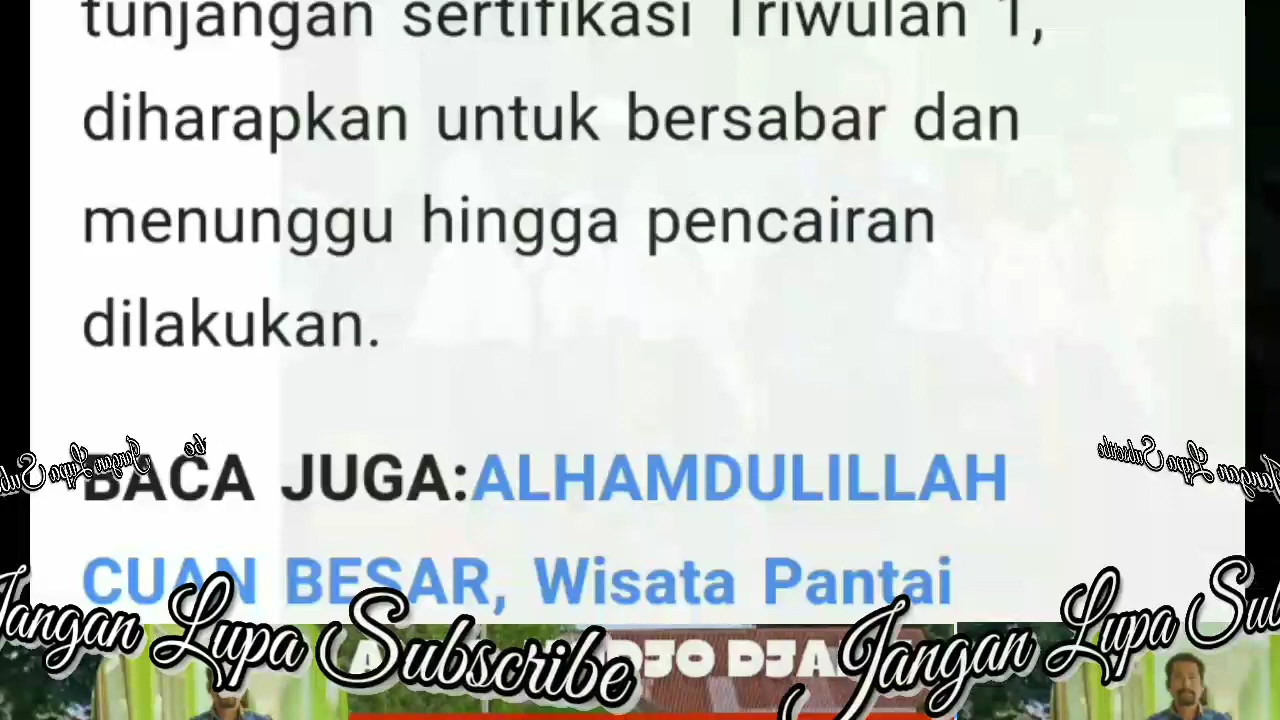 tunjangan sertifikasi Triwulan 1,
diharapkan untuk bersabar dan
menunggu hingga pencairan
dilakukan.
BACA JUGA:ALHAMDULILLAH
CUAN BESAR, Wisata Pantai
Jangan Lupa Subscribe
Jangan Lupa Sub